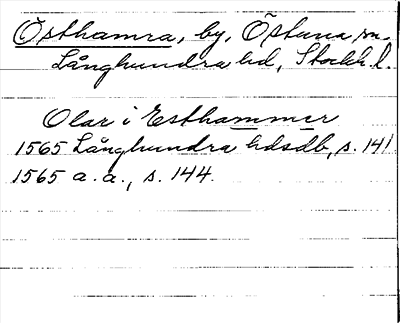 Östhamra, by, Östuna sn.
Långhundra hd, Stockh. l.
Olar i Esthammer
1565 Långhundra hdsdb, s. 141
1565 a. a., s. 144.